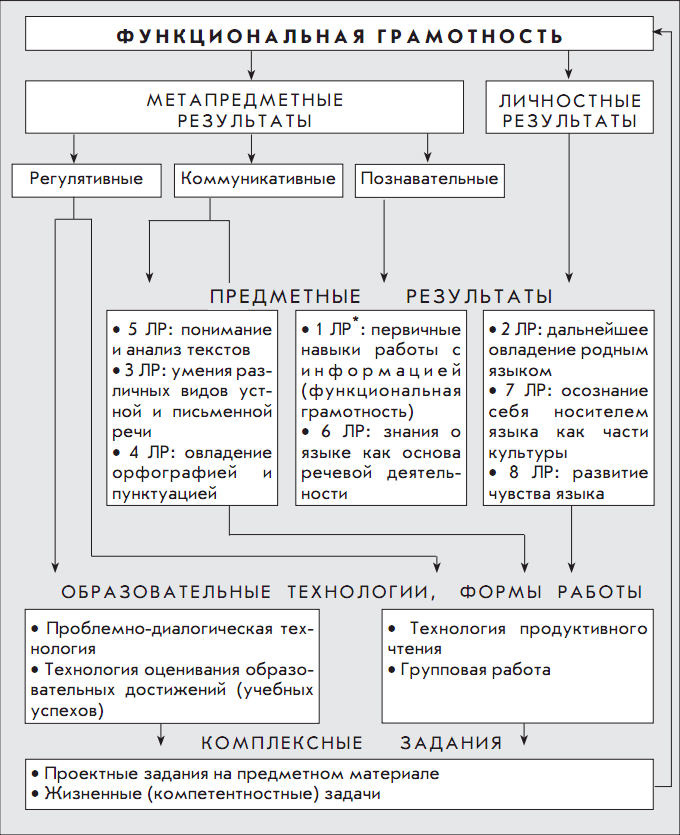 ФУНКЦИОНАЛЬНАЯ ГРАМОТНОСТЬ
МЕТАПРЕДМЕТНЫЕ
РЕЗУЛЬТАТЫ
ЛИЧНОСТНЫЕ
РЕЗУЛЬТАТЫ
Регулятивные
Коммуникативные
Познавательные
ПРЕДМЕТНЫЕ РЕЗУЛЬТАТЫ
• 5 ЛР: понимание
и анализ текстов
• 3 ЛР: умения раз-
личных видов уст-
ной и письменной
речи
• 4 ЛР: овладение
орфографией и
пунктуацией
• 1 ЛР*: первичные
навыки работы с
информацией
(функциональная
грамотность)
• 6 ЛР: знания о
языке как основа
речевой деятель-
ности
• 2 ЛР: дальнейшее
овладение родным
языком
• 7 ЛР: осознание
себя носителем
языка как части
культуры
• 8 ЛР: развитие
чувства языка
ОБРАЗОВАТЕЛЬНЫЕ ТЕХНОЛОГИИ, ФОРМЫ РАБОТЫ
• Проблемно-диалогическая тех-
нология
• Технология оценивания образо-
вательных достижений (учебных
успехов)
• Технология продуктивного
чтения
• Групповая работа
КОМПЛЕКСНЫЕ ЗАДАНИЯ
• Проектные задания на предметном материале
• Жизненные (компетентностные) задачи